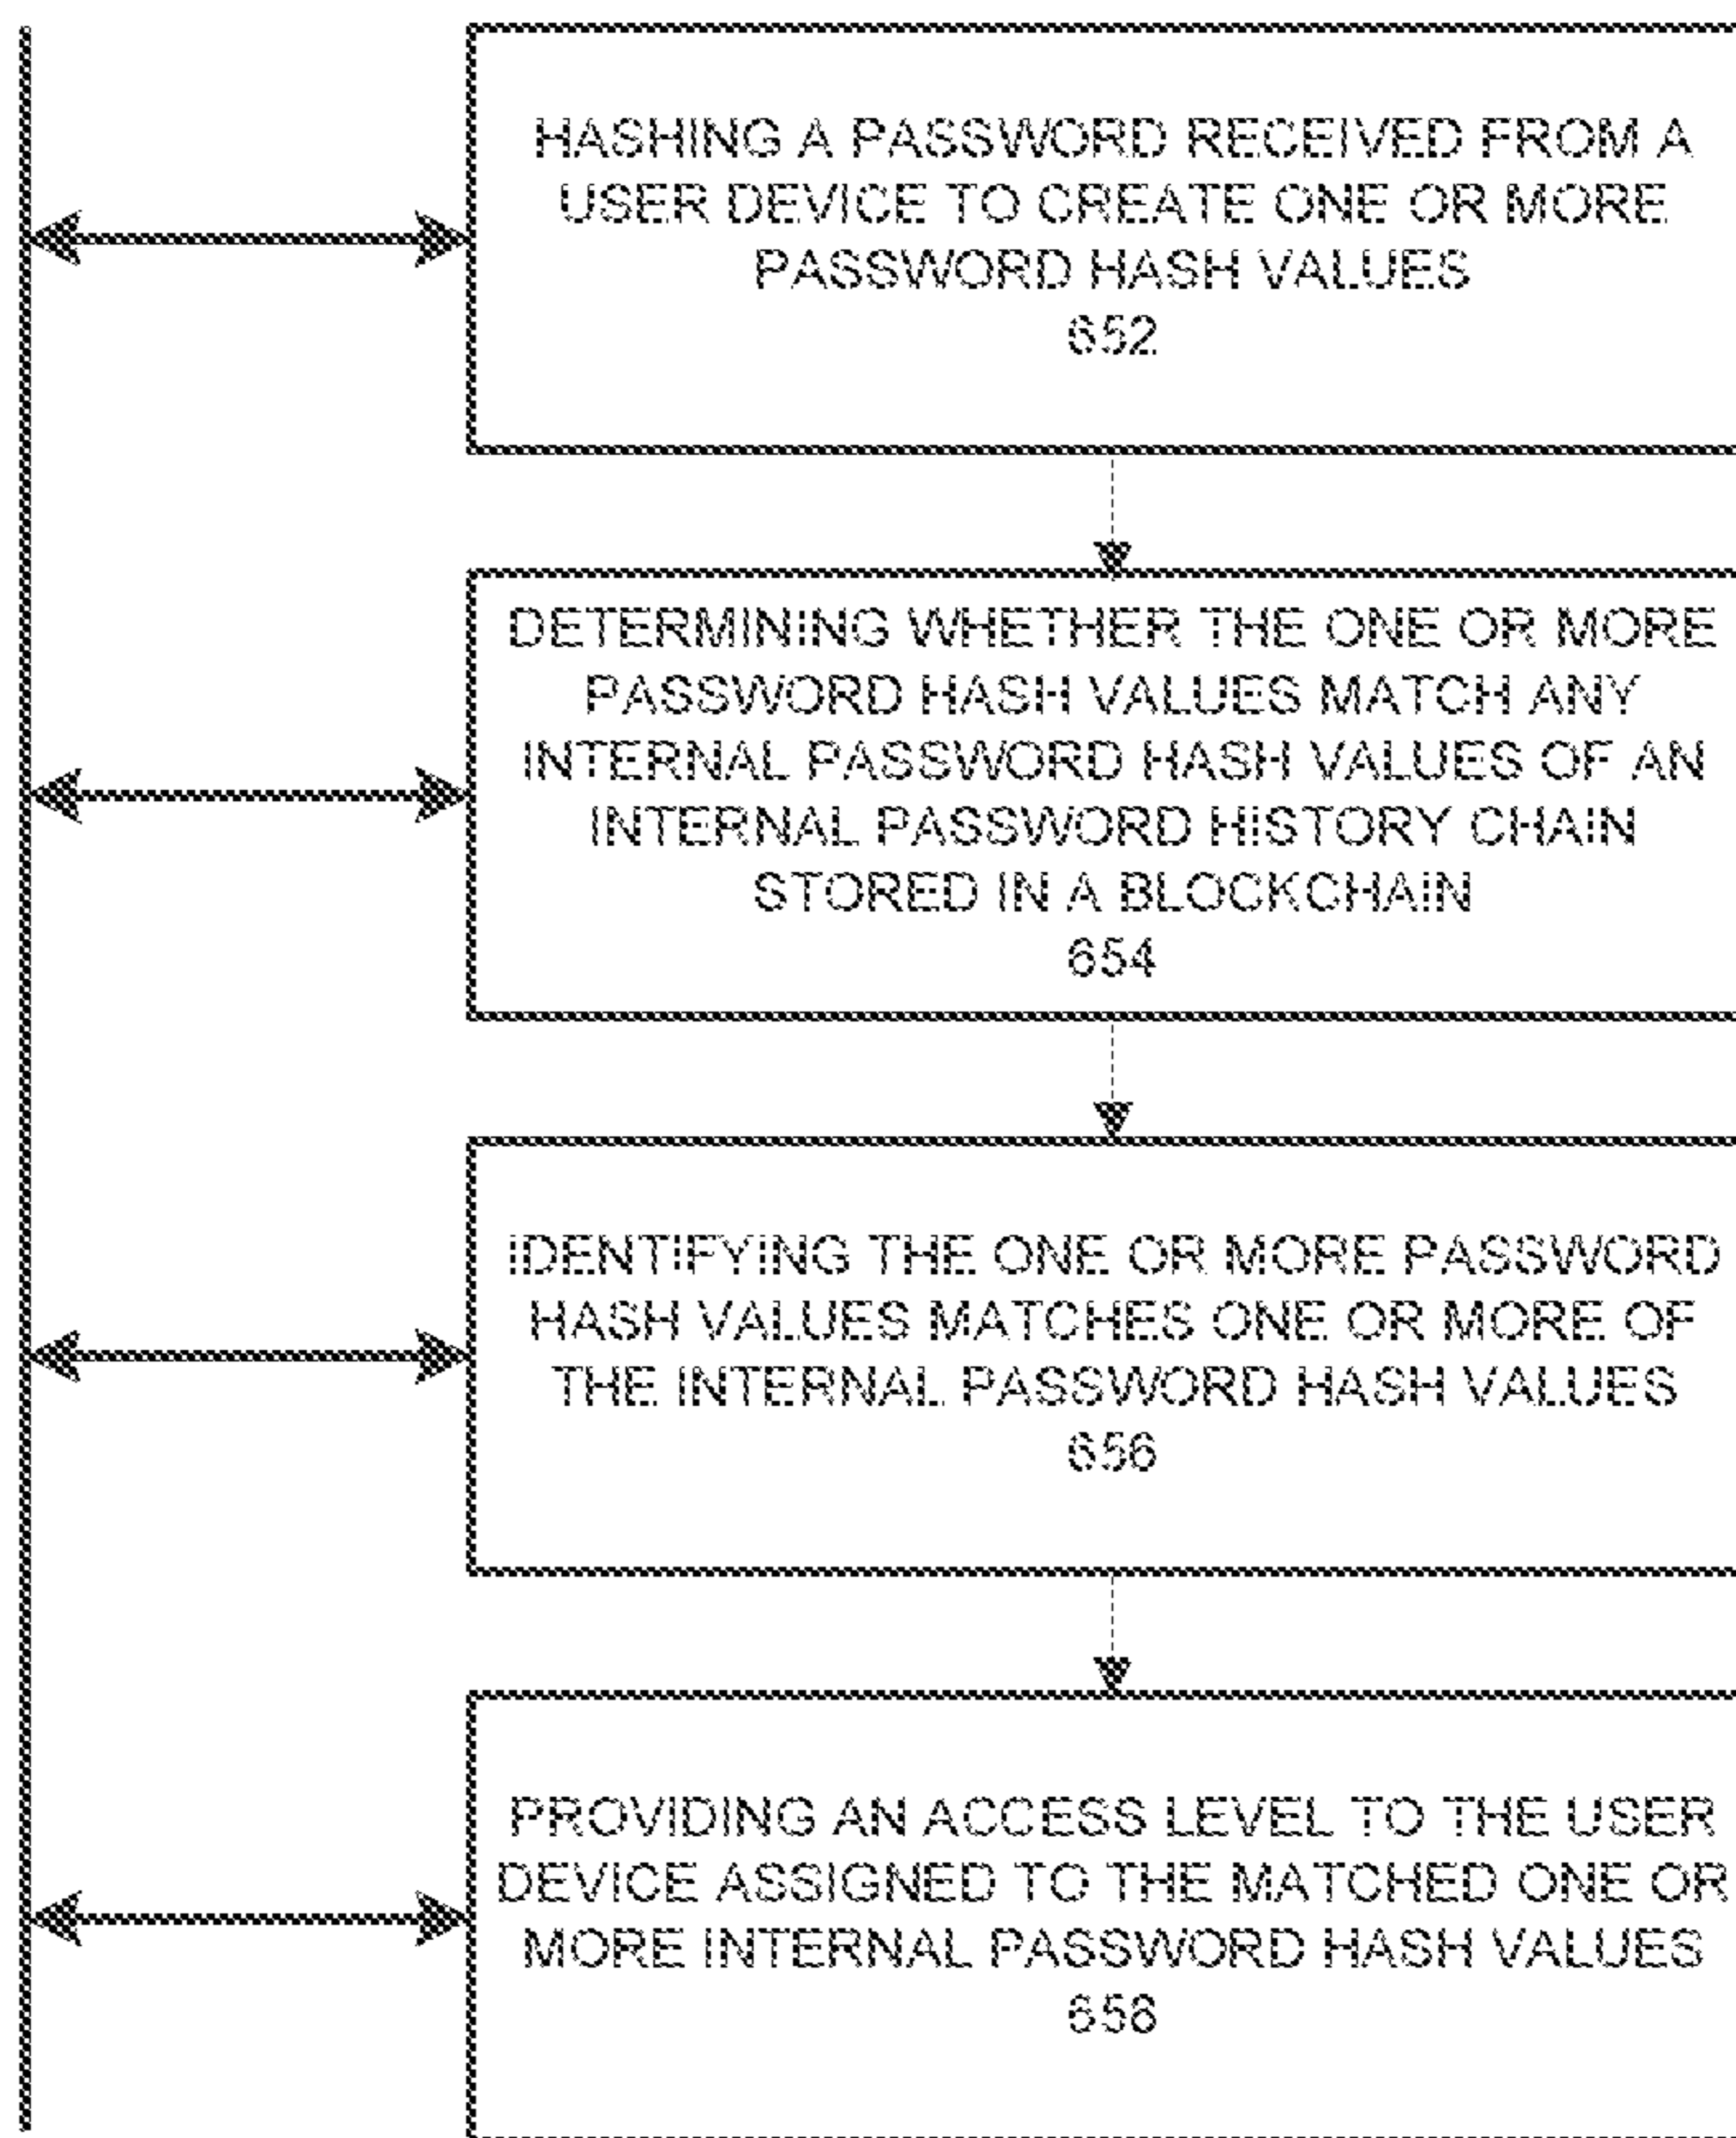 HASHING A PASSWORD RECEIVED FROM A
USER DEVICE TO CREATE ONE OR MORE
PASSWORD HASH VALUES
652
DETERMINING WHETHER THE ONE OR MORE
PASSWORD HASH VALUES MATCH ANY
INTERNAL PASSWORD HASH VALUES OF AN
INTERNAL PASSWORD HISTORY CHAIN
STORED IN A BLOCKCHAIN
654
IDENTIFYING THE ONE OR MORE PASSWORD
HASH VALUES MATCHES ONE OR MORE OF
THE INTERNAL PASSWORD HASH VALUES
656
PROVIDING AN ACCESS LEVEL TO THE USER
DEVICE ASSIGNED TO THE MATCHED ONE OR
MORE INTERNAL PASSWORD HASH VALUES
658